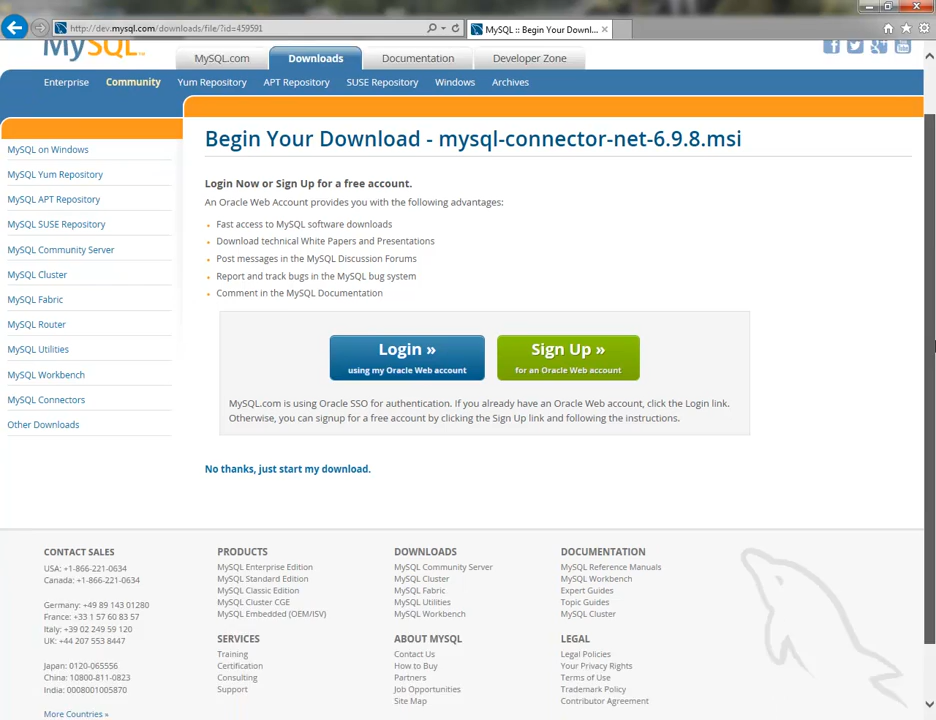 http://dev.mysql.com/downloads/file/?id=459591
MySQL :: Begin Your Downl...
MySQL
MySQL.com
Downloads
Documentation
Developer Zone
Enterprise
Community
Yum Repository
APT Repository
SUSE Repository
Windows
Archives
MySQL on Windows
MySQL Yum Repository
MySQL APT Repository
MySQL SUSE Repository
MySQL Community Server
MySQL Cluster
MySQL Fabric
MySQL Router
MySQL Utilities
MySQL Workbench
MySQL Connectors
Other Downloads
Begin Your Download - mysql-connector-net-6.9.8.msi
Login Now or Sign Up for a free account.
An Oracle Web Account provides you with the following advantages:
Fast access to MySQL software downloads
Download technical White Papers and Presentations
Post messages in the MySQL Discussion Forums
Report and track bugs in the MySQL bug system
Comment in the MySQL Documentation
Login »
using my Oracle Web account
Sign Up »
for an Oracle Web account
MySQL.com is using Oracle SSO for authentication. If you already have an Oracle Web account, click the Login link.
Otherwise, you can signup for a free account by clicking the Sign Up link and following the instructions.
No thanks, just start my download.
CONTACT SALES
USA: +1-866-221-0634
Canada: +1-866-221-0634
Germany: +49 89 143 01280
France: +33 1 57 60 83 57
Italy: +39 02 249 59 120
UK: +44 207 553 8447
Japan: 0120-065556
China: 10800-811-0823
India: 0008001005870
More Countries »
PRODUCTS
MySQL Enterprise Edition
MySQL Standard Edition
MySQL Classic Edition
MySQL Cluster CGE
MySQL Embedded (OEM/ISV)
SERVICES
Training
Certification
Consulting
Support
DOWNLOADS
MySQL Community Server
MySQL Cluster
MySQL Fabric
MySQL Utilities
MySQL Workbench
ABOUT MYSQL
Contact Us
How to Buy
Partners
Job Opportunities
Site Map
DOCUMENTATION
MySQL Reference Manuals
MySQL Workbench
Expert Guides
Topic Guides
MySQL Cluster
LEGAL
Legal Policies
Your Privacy Rights
Terms of Use
Trademark Policy
Contributor Agreement